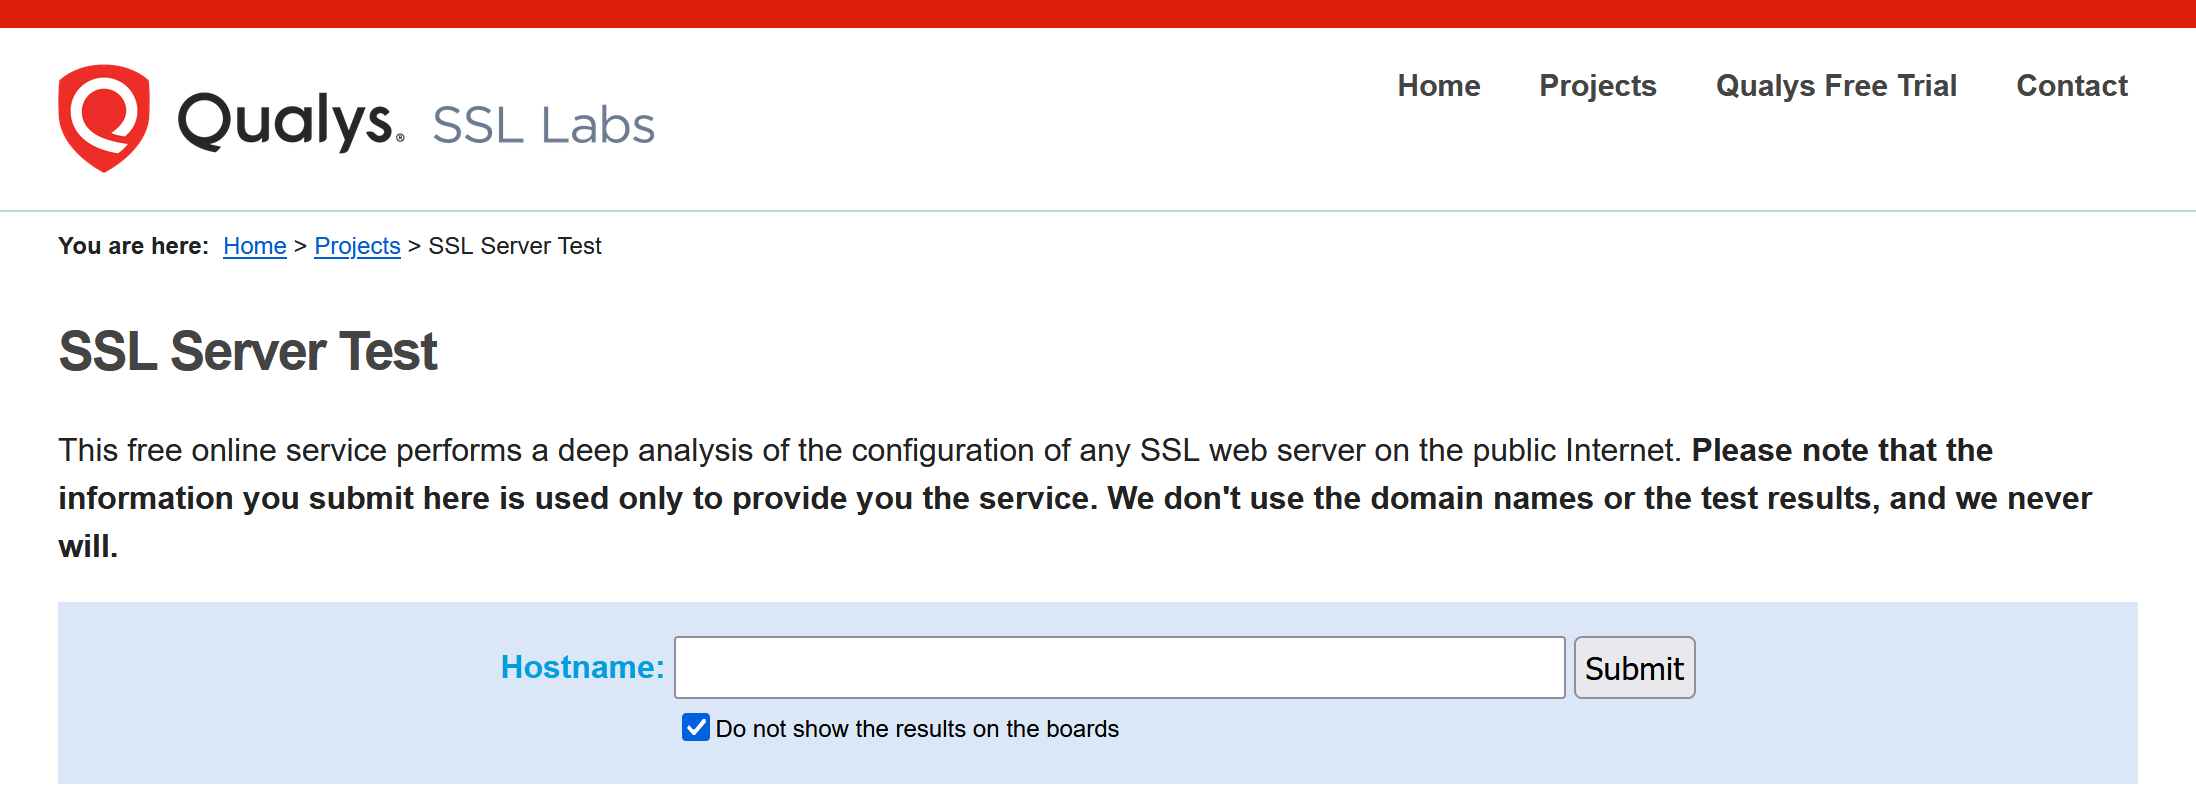 Qualys® SSL Labs
Home Projects Qualys Free Trial Contact
You are here: Home > Projects > SSL Server Test
SSL Server Test
This free online service performs a deep analysis of the configuration of any SSL web server on the public Internet. Please note that the
information you submit here is used only to provide you the service. We don't use the domain names or the test results, and we never
will.
Hostname: Submit
Do not show the results on the boards